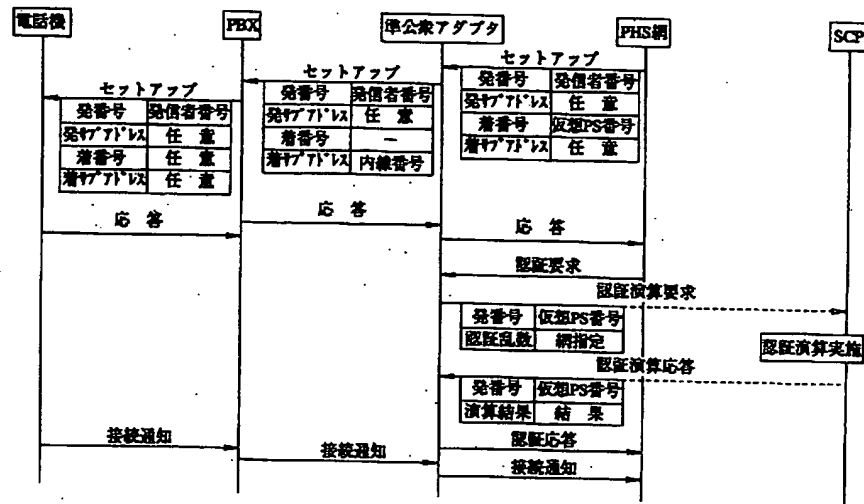 電話機
PBX
準公衆アダプタ
PHS網
SCP
セットアップ
発番号 発信者番号
発サブアドレス 任 意
着番号 仮想PS番号
着サブアドレス 任 意
セットアップ
発番号 発信者番号
発サブアドレス 任 意
着番号 －
着サブアドレス 内線番号
セットアップ
発番号 発信者番号
発サブアドレス 任 意
着番号 任 意
着サブアドレス 任 意
応 答
応 答
応 答
認証要求
認証演算要求
発番号 仮想PS番号
認証乱数 網指定
認証演算実施
認証演算応答
発番号 仮想PS番号
演算結果 結 果
接続通知
接続通知
認証応答
接続通知